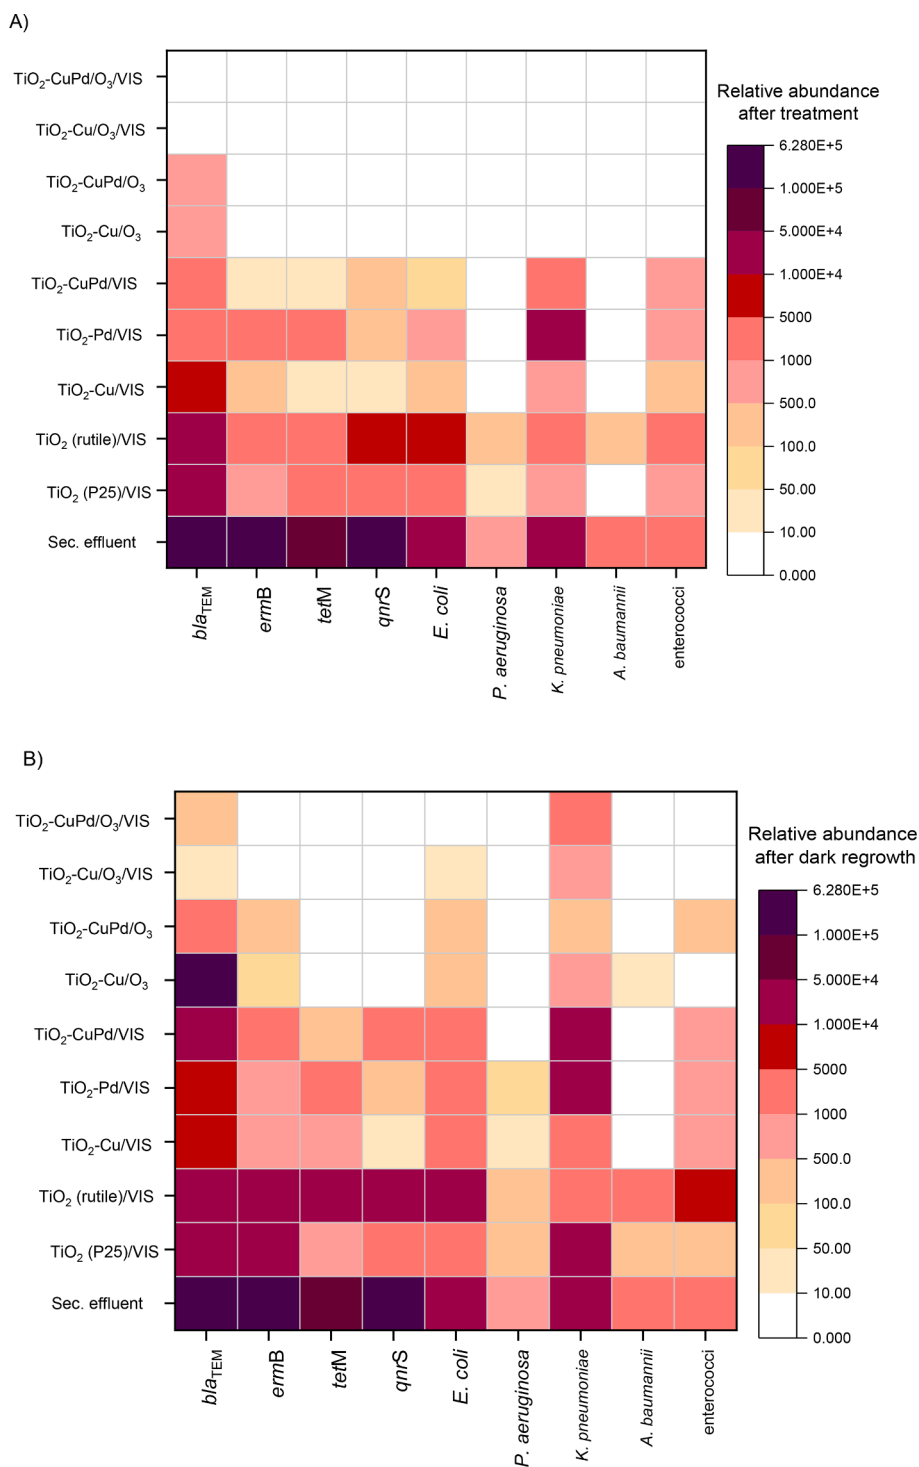 A)
Relative abundance
after treatment
TiO2-CuPd/O3/VIS
TiO2-Cu/O3/VIS
TiO2-CuPd/O3
TiO2-Cu/O3
TiO2-CuPd/VIS
TiO2-Pd/VIS
TiO2-Cu/VIS
TiO2 (rutile)/VIS
TiO2 (P25)/VIS
Sec. effluent
6.280E+5
1.000E+5
5.000E+4
1.000E+4
5000
1000
500.0
100.0
50.00
10.00
0.000
blaTEM
ermB
tetM
qnrS
E. coli
P. aeruginosa
K. pneumoniae
A. baumannii
enterococci
B)
Relative abundance
after dark regrowth
TiO2-CuPd/O3/VIS
TiO2-Cu/O3/VIS
TiO2-CuPd/O3
TiO2-Cu/O3
TiO2-CuPd/VIS
TiO2-Pd/VIS
TiO2-Cu/VIS
TiO2 (rutile)/VIS
TiO2 (P25)/VIS
Sec. effluent
6.280E+5
1.000E+5
5.000E+4
1.000E+4
5000
1000
500.0
100.0
50.00
10.00
0.000
blaTEM
ermB
tetM
qnrS
E. coli
P. aeruginosa
K. pneumoniae
A. baumannii
enterococci